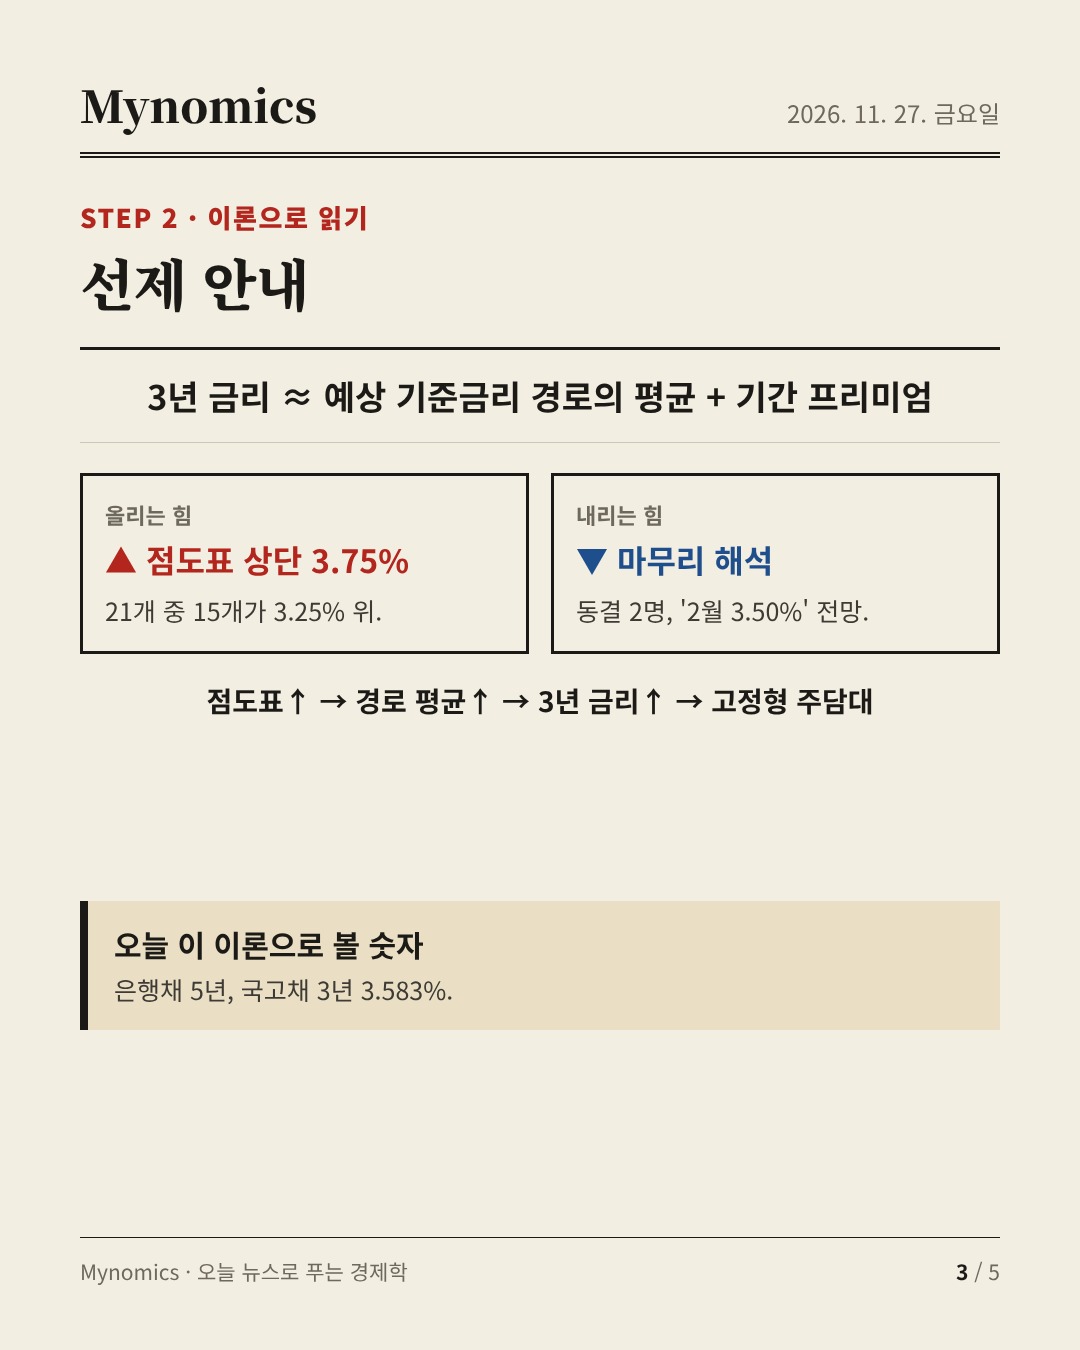 Mynomics
2026. 11. 27. 금요일
STEP 2 · 이론으로 읽기
선제 안내
3년 금리 ≈ 예상 기준금리 경로의 평균 + 기간 프리미엄
올리는 힘
▲ 점도표 상단 3.75%
21개 중 15개가 3.25% 위.
내리는 힘
▼ 마무리 해석
동결 2명, '2월 3.50%' 전망.
점도표↑ → 경로 평균↑ → 3년 금리↑ → 고정형 주담대
오늘 이 이론으로 볼 숫자
은행채 5년, 국고채 3년 3.583%.
Mynomics · 오늘 뉴스로 푸는 경제학
3 / 5